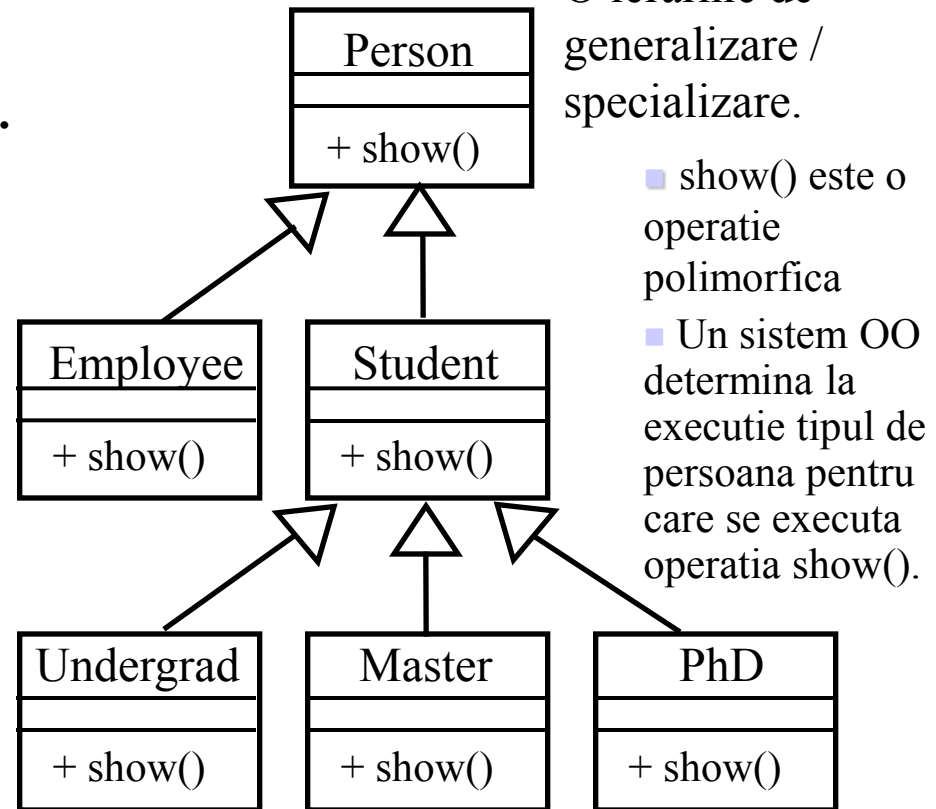 generalizare /
specializare.
.
show() este o
operatie
polimorfica
Un sistem OO
determina la
executie tipul de
persoana pentru
care se executa
operatia show().
Person
+ show()
Employee
+ show()
Student
+ show()
Undergrad
+ show()
Master
+ show()
PhD
+ show()